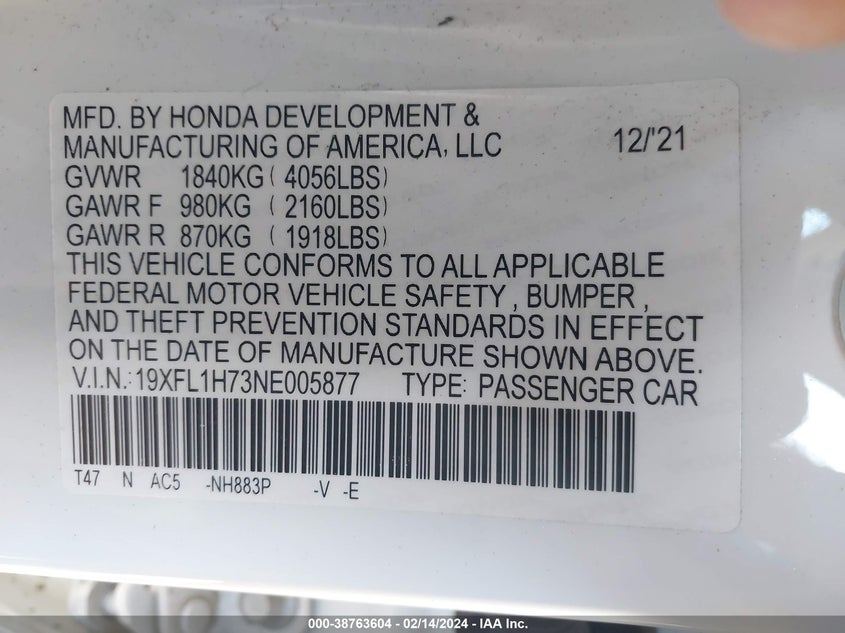 MFD. BY HONDA DEVELOPMENT &
MANUFACTURING OF AMERICA, LLC 12/'21
GVWR 1840KG ( 4056LBS)
GAWR F 980KG ( 2160LBS)
GAWR R 870KG ( 1918LBS)
THIS VEHICLE CONFORMS TO ALL APPLICABLE
FEDERAL MOTOR VEHICLE SAFETY , BUMPER ,
AND THEFT PREVENTION STANDARDS IN EFFECT
ON THE DATE OF MANUFACTURE SHOWN ABOVE.
V.I.N.:19XFL1H73NE005877 TYPE: PASSENGER CAR
T47 N AC5 -NH883P -V -E
000-38763604 - 02/14/2024 - IAA Inc.